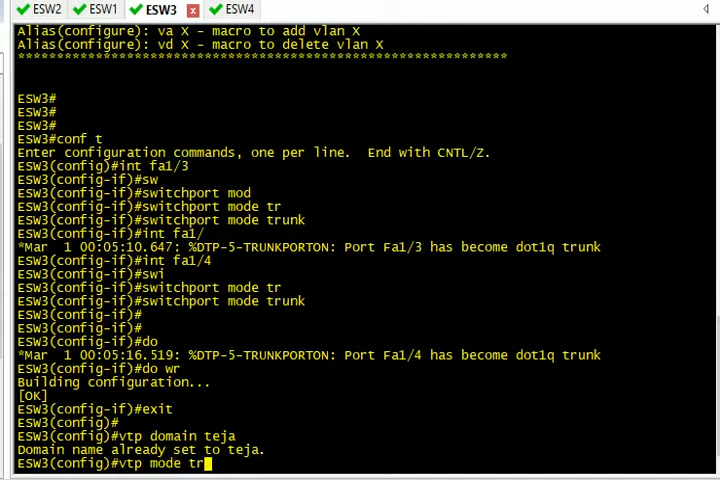 ESW2 ESW1 ESW3 x ESW4
Alias(configure): va X - macro to add vlan X
Alias(configure): vd X - macro to delete vlan X
***************************************************************
ESW3#
ESW3#
ESW3#
ESW3#conf t
Enter configuration commands, one per line.  End with CNTL/Z.
ESW3(config)#int fa1/3
ESW3(config-if)#sw
ESW3(config-if)#switchport mod
ESW3(config-if)#switchport mode tr
ESW3(config-if)#switchport mode trunk
ESW3(config-if)#int fa1/
*Mar  1 00:05:10.647: %DTP-5-TRUNKPORTON: Port Fa1/3 has become dot1q trunk
ESW3(config-if)#int fa1/4
ESW3(config-if)#swi
ESW3(config-if)#switchport mode tr
ESW3(config-if)#switchport mode trunk
ESW3(config-if)#
ESW3(config-if)#
ESW3(config-if)#do
*Mar  1 00:05:16.519: %DTP-5-TRUNKPORTON: Port Fa1/4 has become dot1q trunk
ESW3(config-if)#do wr
Building configuration...
[OK]
ESW3(config-if)#exit
ESW3(config)#
ESW3(config)#vtp domain teja
Domain name already set to teja.
ESW3(config)#vtp mode tr